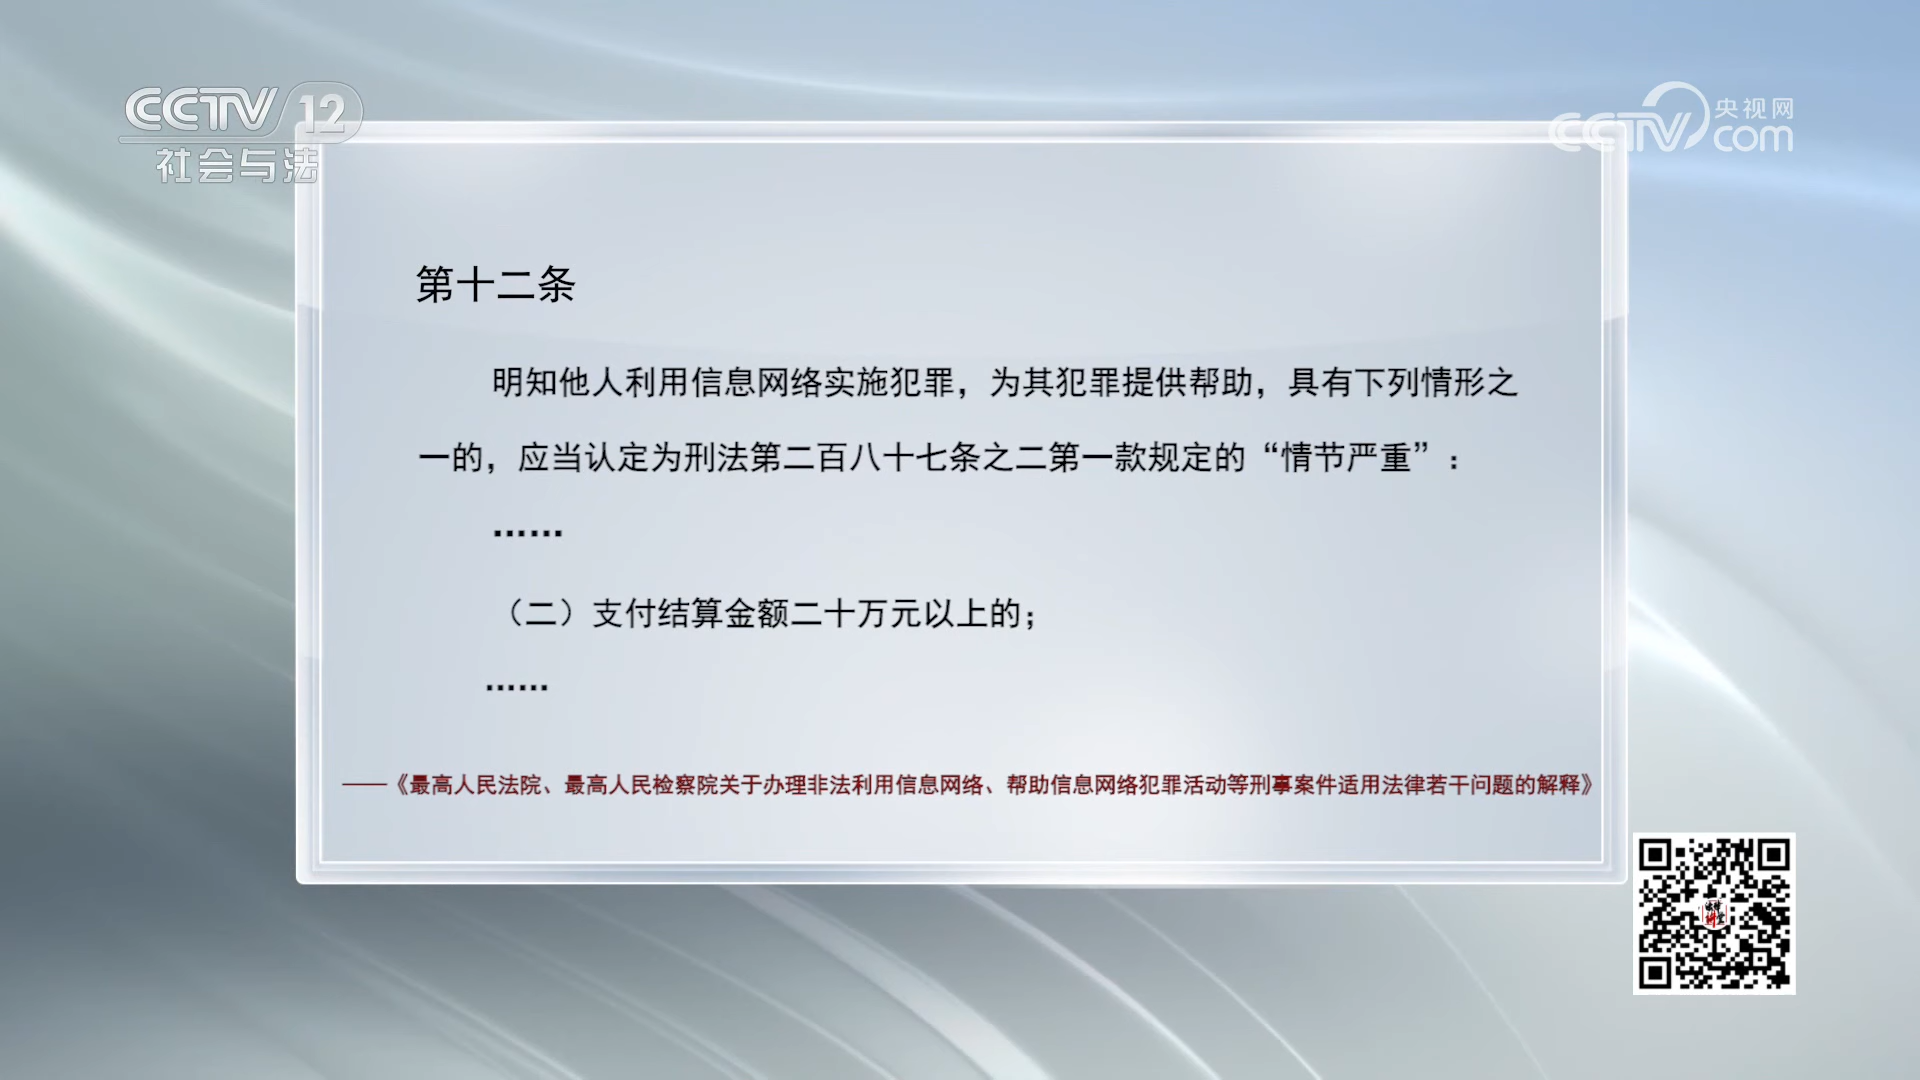 CCTV 12
社会与法
CCTV 央视网
com
第十二条
明知他人利用信息网络实施犯罪，为其犯罪提供帮助，具有下列情形之
一的，应当认定为刑法第二百八十七条之二第一款规定的“情节严重”：
……
（二）支付结算金额二十万元以上的；
……
——《最高人民法院、最高人民检察院关于办理非法利用信息网络、帮助信息网络犯罪活动等刑事案件适用法律若干问题的解释》